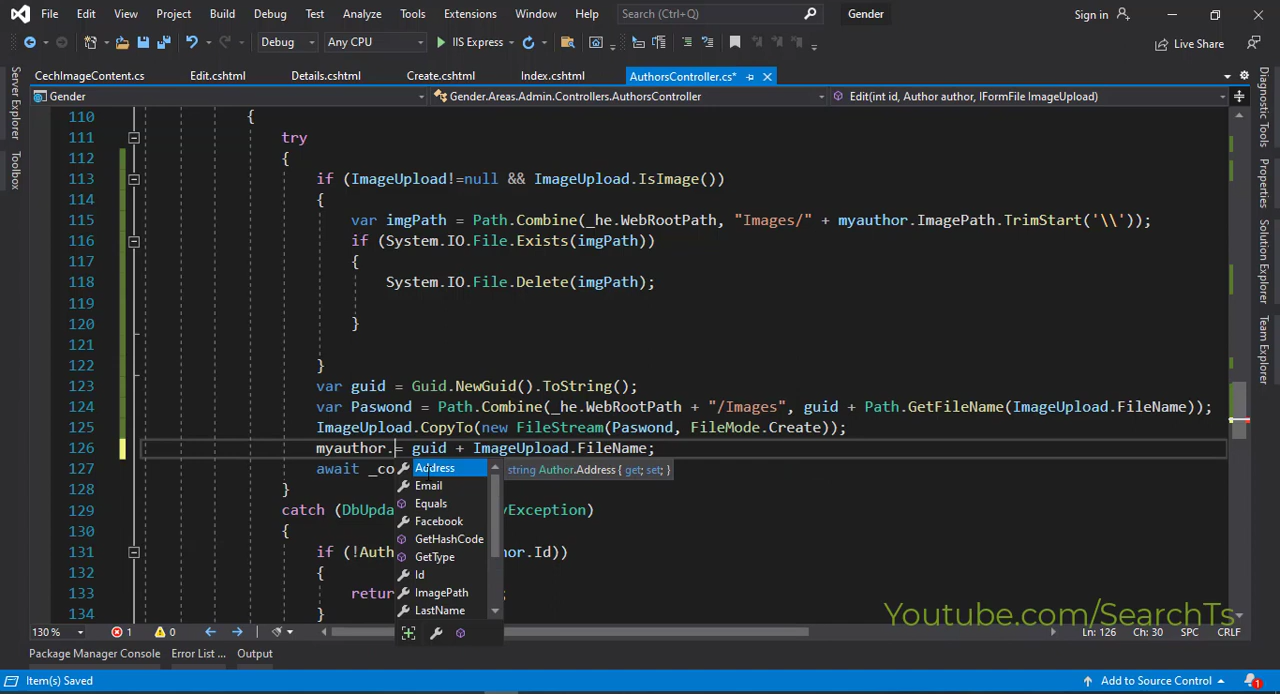 File Edit View Project Build Debug Test Analyze Tools Extensions Window Help Search (Ctrl+Q) Gender Sign in
Debug Any CPU IIS Express Live Share
CechImageContent.cs Edit.cshtml Details.cshtml Create.cshtml Index.cshtml AuthorsController.cs*
Gender Gender.Areas.Admin.Controllers.AuthorsController Edit(int id, Author author, IFormFile ImageUpload)
Server Explorer
Toolbox
Diagnostic Tools
Properties
Solution Explorer
Team Explorer
110 {
111 try
112 {
113 if (ImageUpload!=null && ImageUpload.IsImage())
114 {
115 var imgPath = Path.Combine(_he.WebRootPath, "Images/" + myauthor.ImagePath.TrimStart('\\'));
116 if (System.IO.File.Exists(imgPath))
117 {
118 System.IO.File.Delete(imgPath);
119
120 }
121
122 }
123 var guid = Guid.NewGuid().ToString();
124 var Paswond = Path.Combine(_he.WebRootPath + "/Images", guid + Path.GetFileName(ImageUpload.FileName));
125 ImageUpload.CopyTo(new FileStream(Paswond, FileMode.Create));
126 myauthor.= guid + ImageUpload.FileName;
127 await _co
Address string Author.Address { get; set; }
128 }
Email
Equals
129 catch (DbUpda yException)
Facebook
130 {
GetHashCode
131 if (!Auth or.Id))
GetType
132 {
Id
133 retur ;
ImagePath
134 }
LastName
Youtube.com/SearchTs
130 % 1 0 Ln: 126 Ch: 30 SPC CRLF
Package Manager Console Error List ... Output
Item(s) Saved Add to Source Control 1